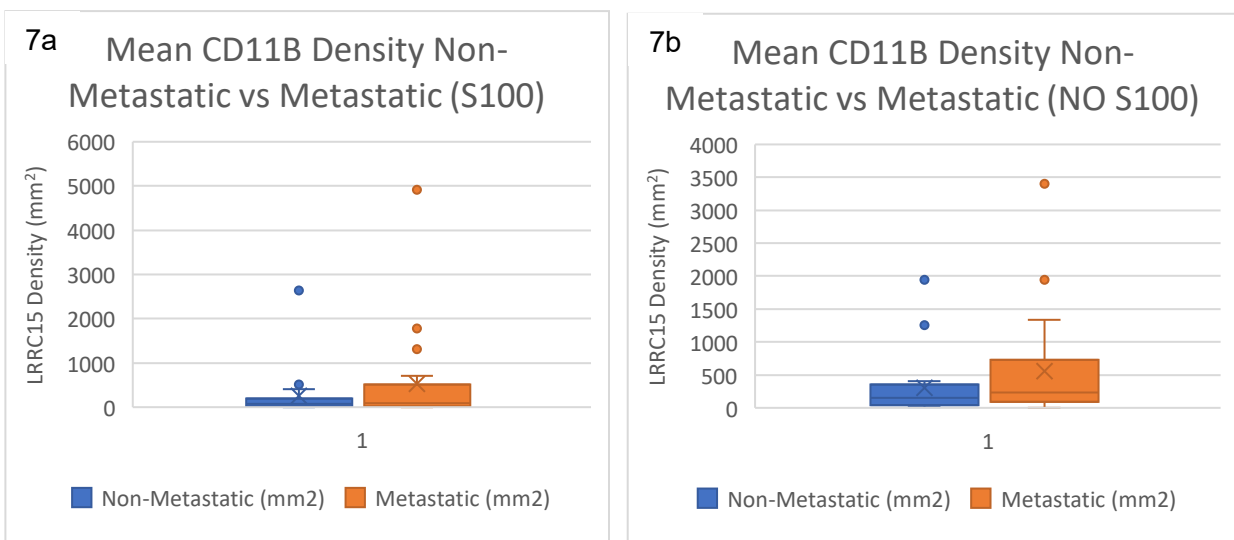 7a
Mean CD11B Density Non-
Metastatic vs Metastatic (S100)
LRRC15 Density (mm²)
6000
5000
4000
3000
2000
1000
0
1
Non-Metastatic (mm2) Metastatic (mm2)
7b
Mean CD11B Density Non-
Metastatic vs Metastatic (NO S100)
LRRC15 Density (mm²)
4000
3500
3000
2500
2000
1500
1000
500
0
1
Non-Metastatic (mm2) Metastatic (mm2)